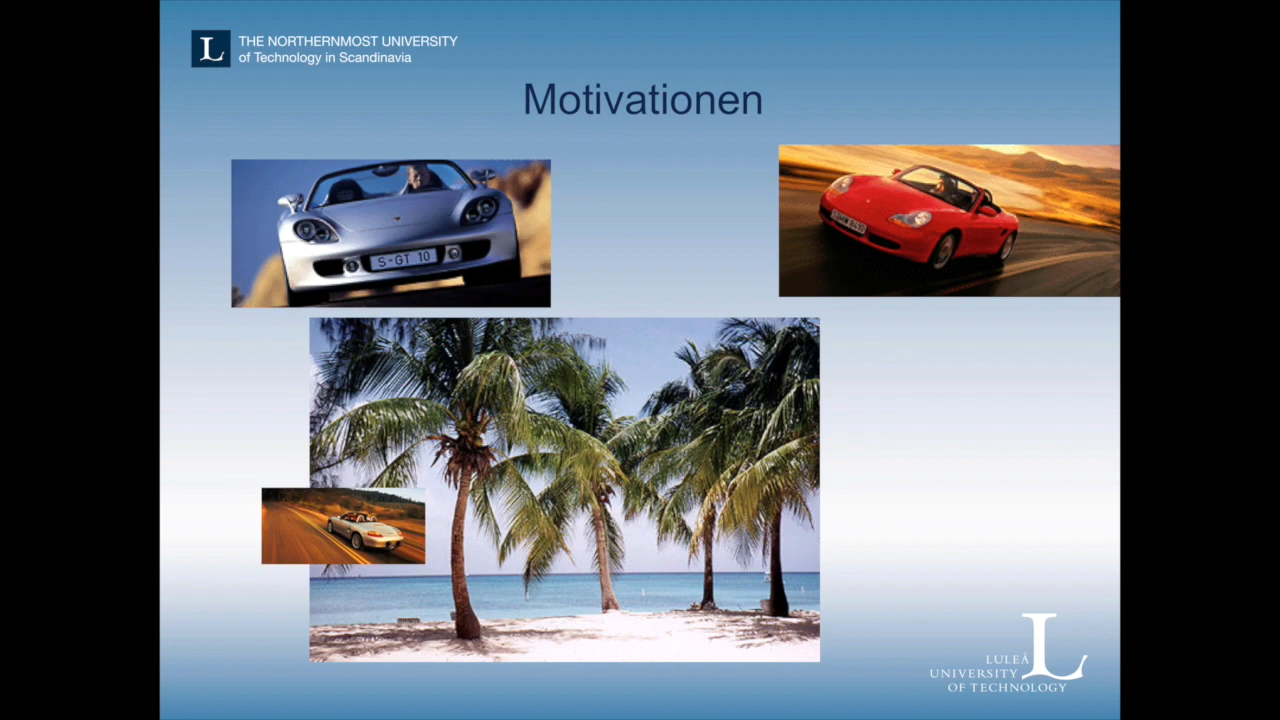 L THE NORTHERNMOST UNIVERSITY
of Technology in Scandinavia
Motivationen
S-GT 10
L
LULEÅ
UNIVERSITY
OF TECHNOLOGY